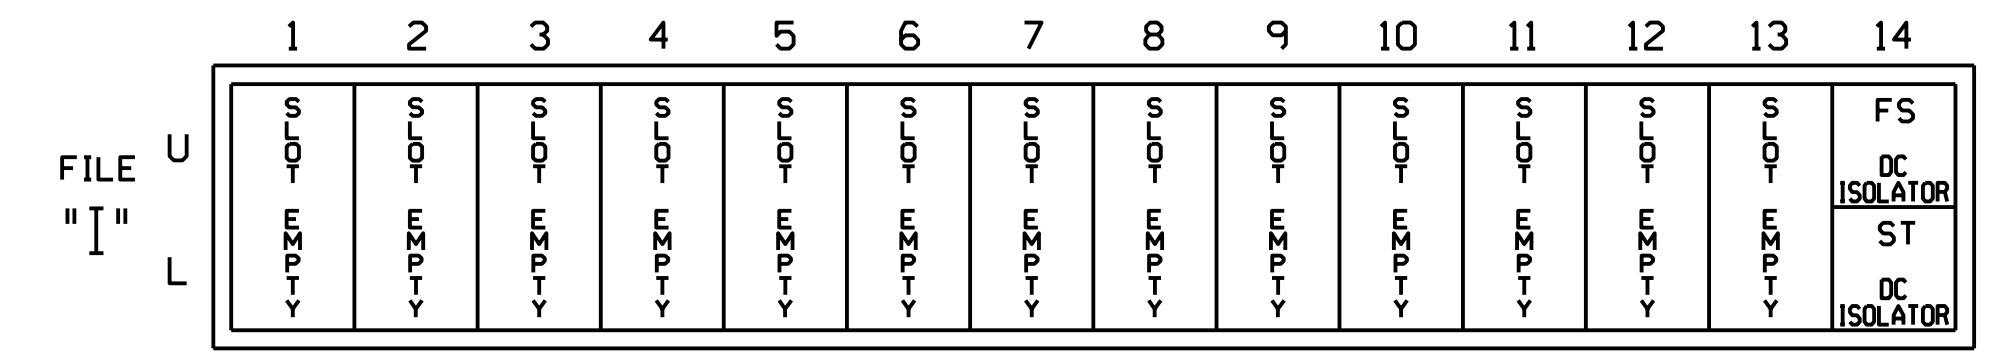 1 2 3 4 5 6 7 8 9 10 11 12 13 14
FILE
"I"
U
L
SLOT EMPTY
SLOT EMPTY
SLOT EMPTY
SLOT EMPTY
SLOT EMPTY
SLOT EMPTY
SLOT EMPTY
SLOT EMPTY
SLOT EMPTY
SLOT EMPTY
SLOT EMPTY
SLOT EMPTY
SLOT EMPTY
FS
DC
ISOLATOR
ST
DC
ISOLATOR